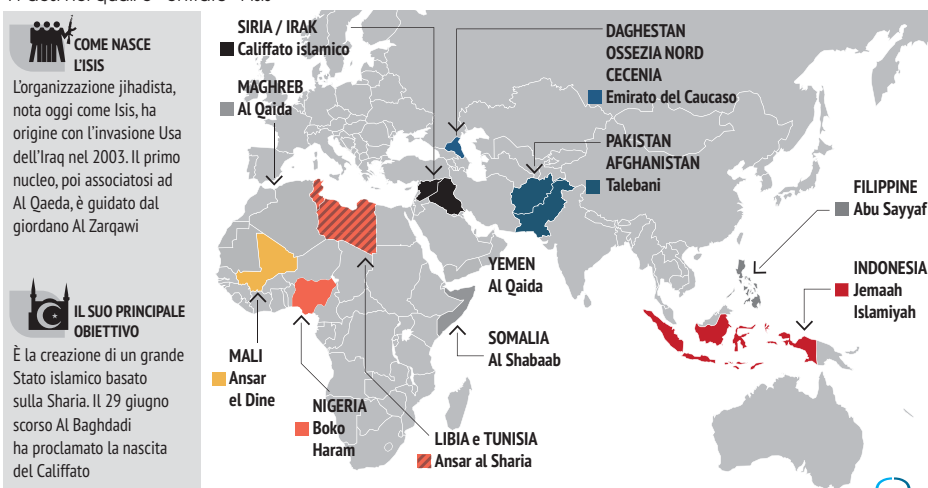 COME NASCE
L'ISIS
L'organizzazione jihadista,
nota oggi come Isis, ha
origine con l'invasione Usa
dell'Iraq nel 2003. Il primo
nucleo, poi associatosi ad
Al Qaeda, è guidato dal
giordano Al Zarqawi
IL SUO PRINCIPALE
OBIETTIVO
È la creazione di un grande
Stato islamico basato
sulla Sharia. Il 29 giugno
scorso Al Baghdadi
ha proclamato la nascita
del Califfato
SIRIA / IRAK
Califfato islamico
MAGHREB
Al Qaida
DAGHESTAN
OSSEZIA NORD
CECENIA
Emirato del Caucaso
PAKISTAN
AFGHANISTAN
Talebani
FILIPPINE
Abu Sayyaf
INDONESIA
Jemaah
Islamiyah
YEMEN
Al Qaida
SOMALIA
Al Shabaab
MALI
Ansar
el Dine
NIGERIA
Boko
Haram
LIBIA e TUNISIA
Ansar al Sharia